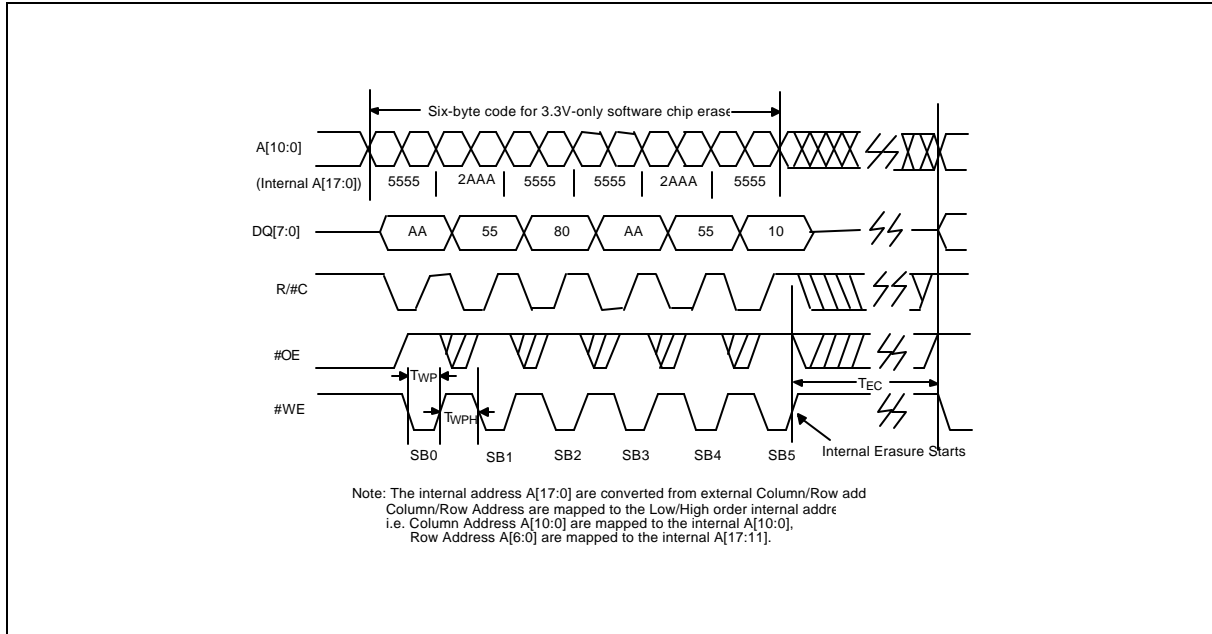 Six-byte code for 3.3V-only software chip erase
A[10:0]
(Internal A[17:0])
5555
2AAA
5555
5555
2AAA
5555
DQ[7:0]
AA
55
80
AA
55
10
R/#C
#OE
TWP
TEC
#WE
TWPH
SB0
SB1
SB2
SB3
SB4
SB5
Internal Erasure Starts
Note: The internal address A[17:0] are converted from external Column/Row add
Column/Row Address are mapped to the Low/High order internal addre
i.e. Column Address A[10:0] are mapped to the internal A[10:0],
Row Address A[6:0] are mapped to the internal A[17:11].